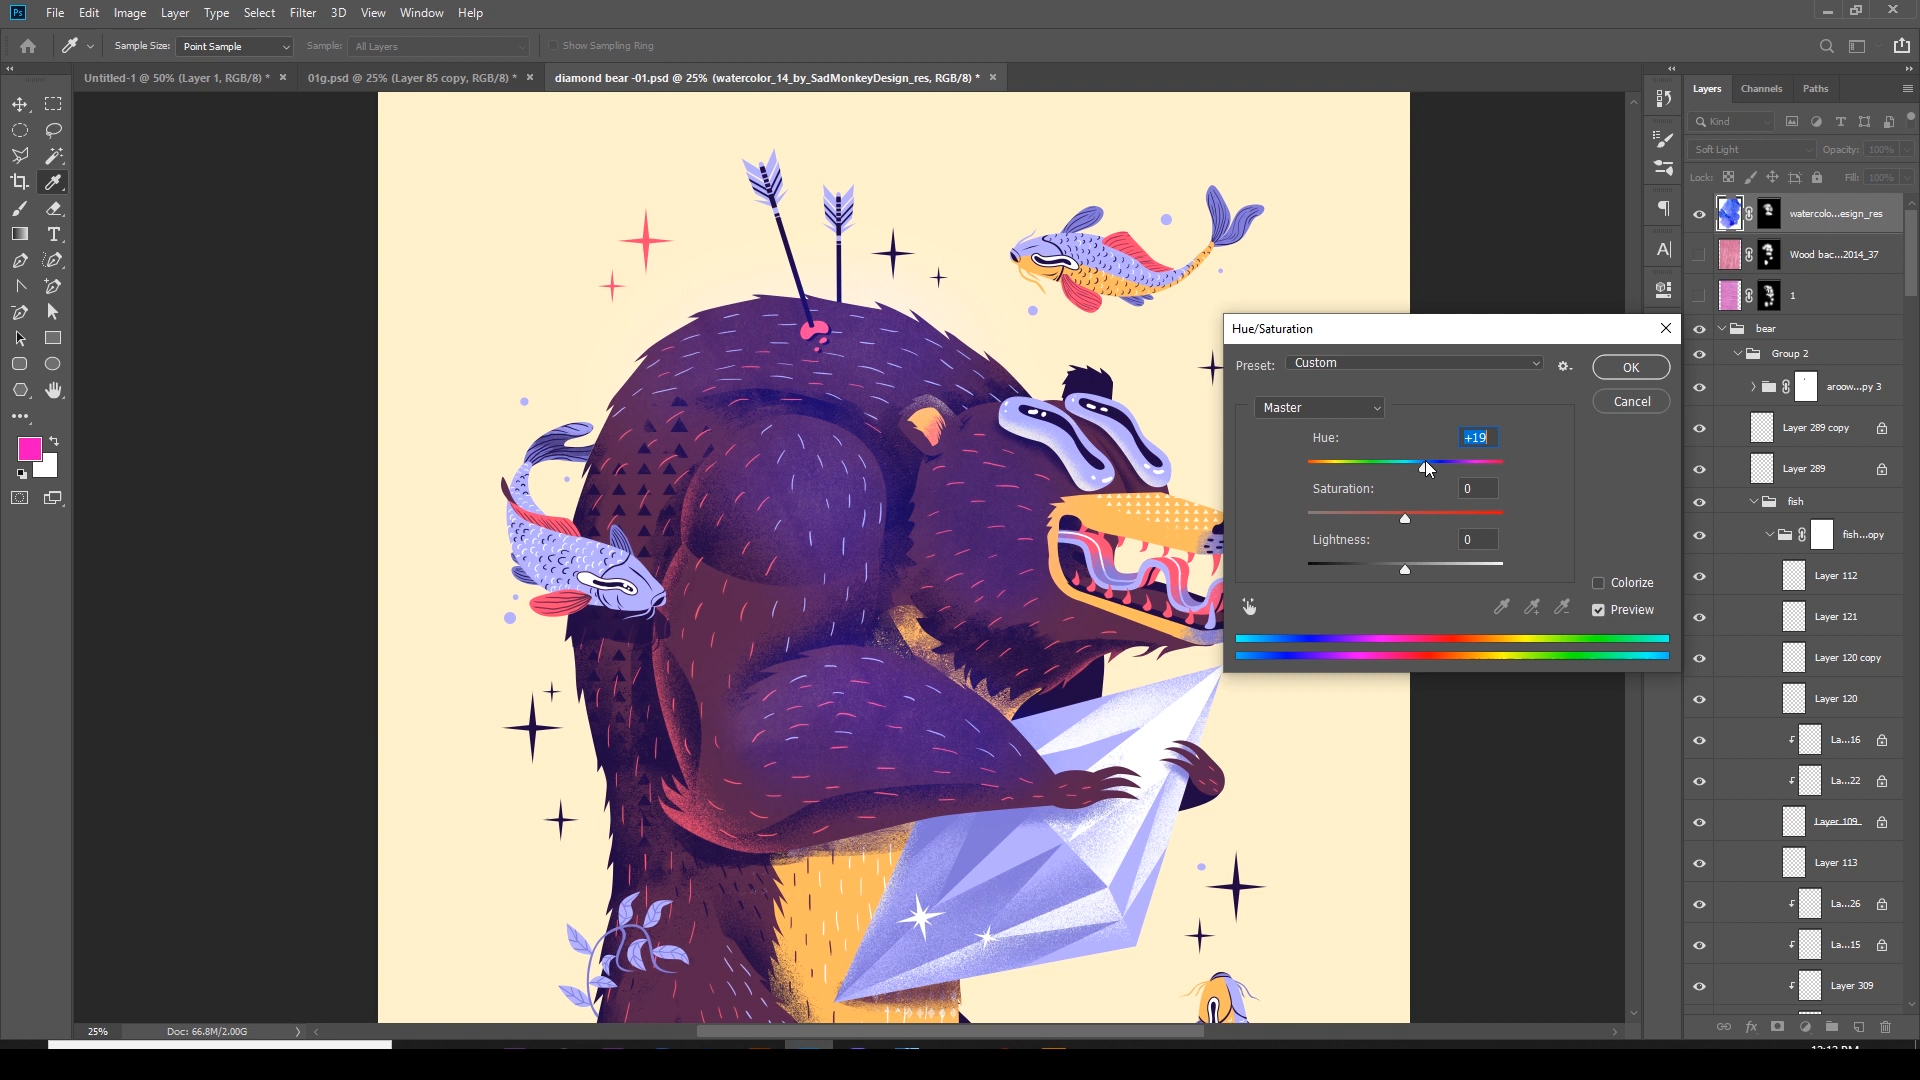 Ps File Edit Image Layer Type Select Filter 3D View Window Help
Sample Size: Point Sample Sample: All Layers Show Sampling Ring
Untitled-1 @ 50% (Layer 1, RGB/8) * 01g.psd @ 25% (Layer 85 copy, RGB/8) * diamond bear -01.psd @ 25% (watercolor_14_by_SadMonkeyDesign_res, RGB/8) *
Layers Channels Paths
Kind
Soft Light Opacity: 100%
Lock: Fill: 100%
watercolo...esign_res
Wood bac...2014_37
1
bear
Group 2
aroow...py 3
Layer 289 copy
Layer 289
fish
fish...opy
Layer 112
Layer 121
Layer 120 copy
Layer 120
La...16
La...22
Layer 109
Layer 113
La...26
La...15
Layer 309
Hue/Saturation
Preset: Custom
OK
Cancel
Master
Hue: +19
Saturation: 0
Lightness: 0
Colorize
Preview
25% Doc: 66.8M/2.00G